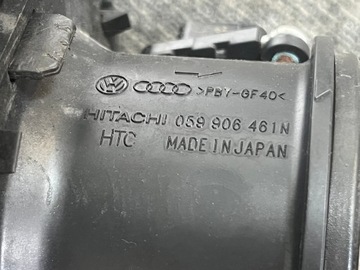 >PBT-GF40<
HITACHI 059 906 461N
HTC MADE IN JAPAN